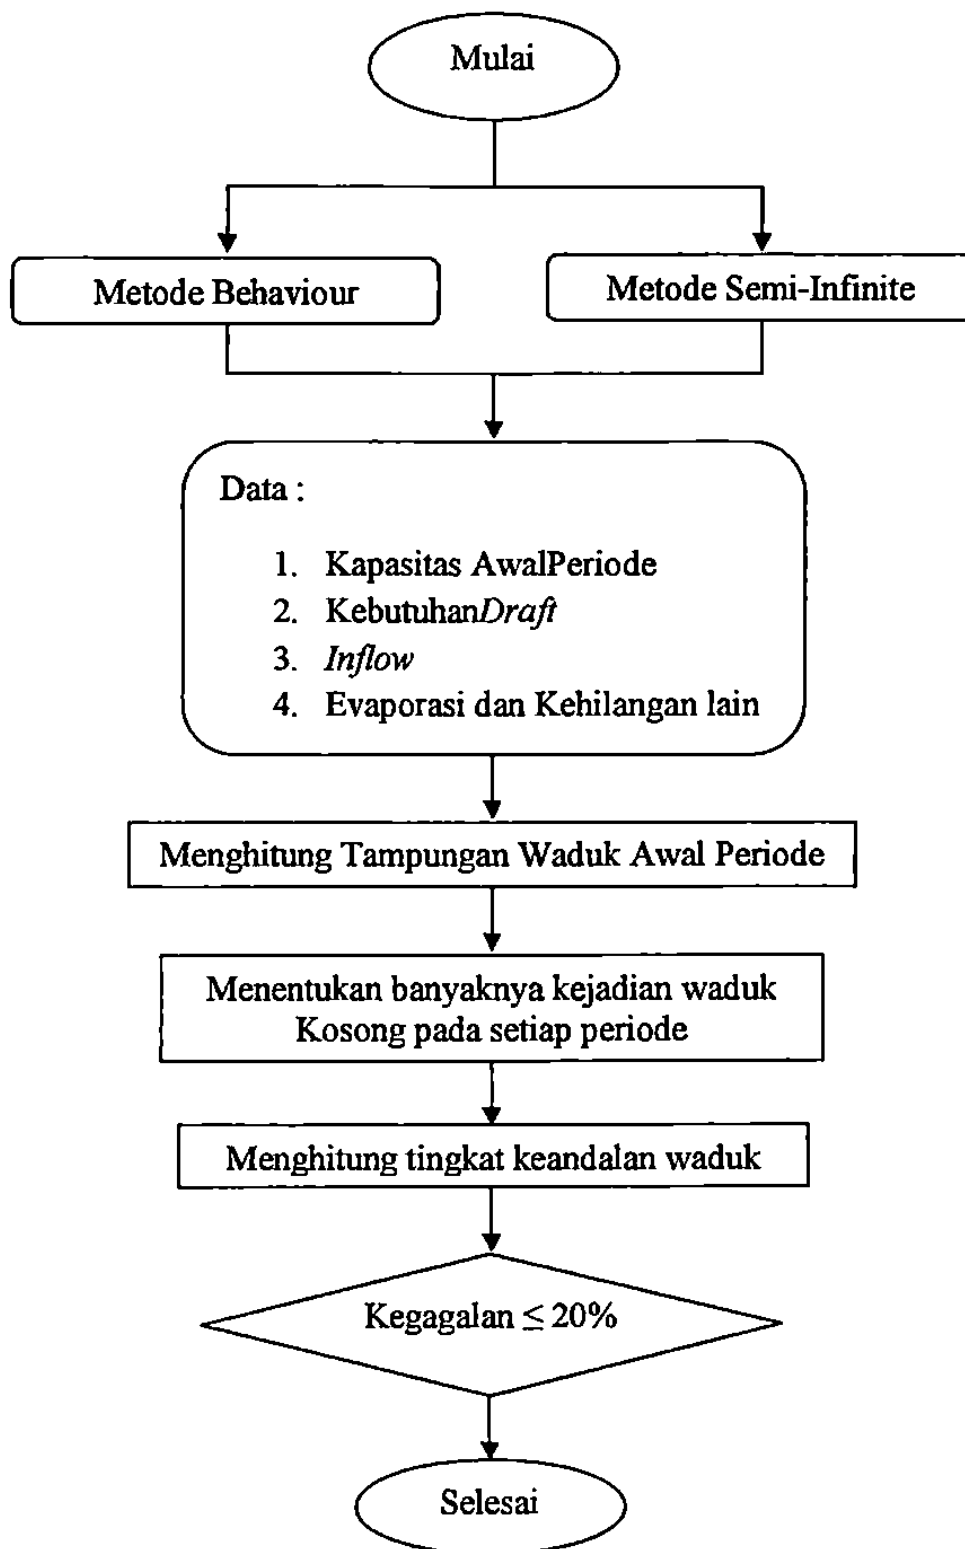 Mulai
Metode Behaviour
Metode Semi-Infinite
Data :
1. Kapasitas AwalPeriode
2. KebutuhanDraft
3. Inflow
4. Evaporasi dan Kehilangan lain
Menghitung Tampungan Waduk Awal Periode
Menentukan banyaknya kejadian waduk
Kosong pada setiap periode
Menghitung tingkat keandalan waduk
Kegagalan ≤ 20%
Selesai